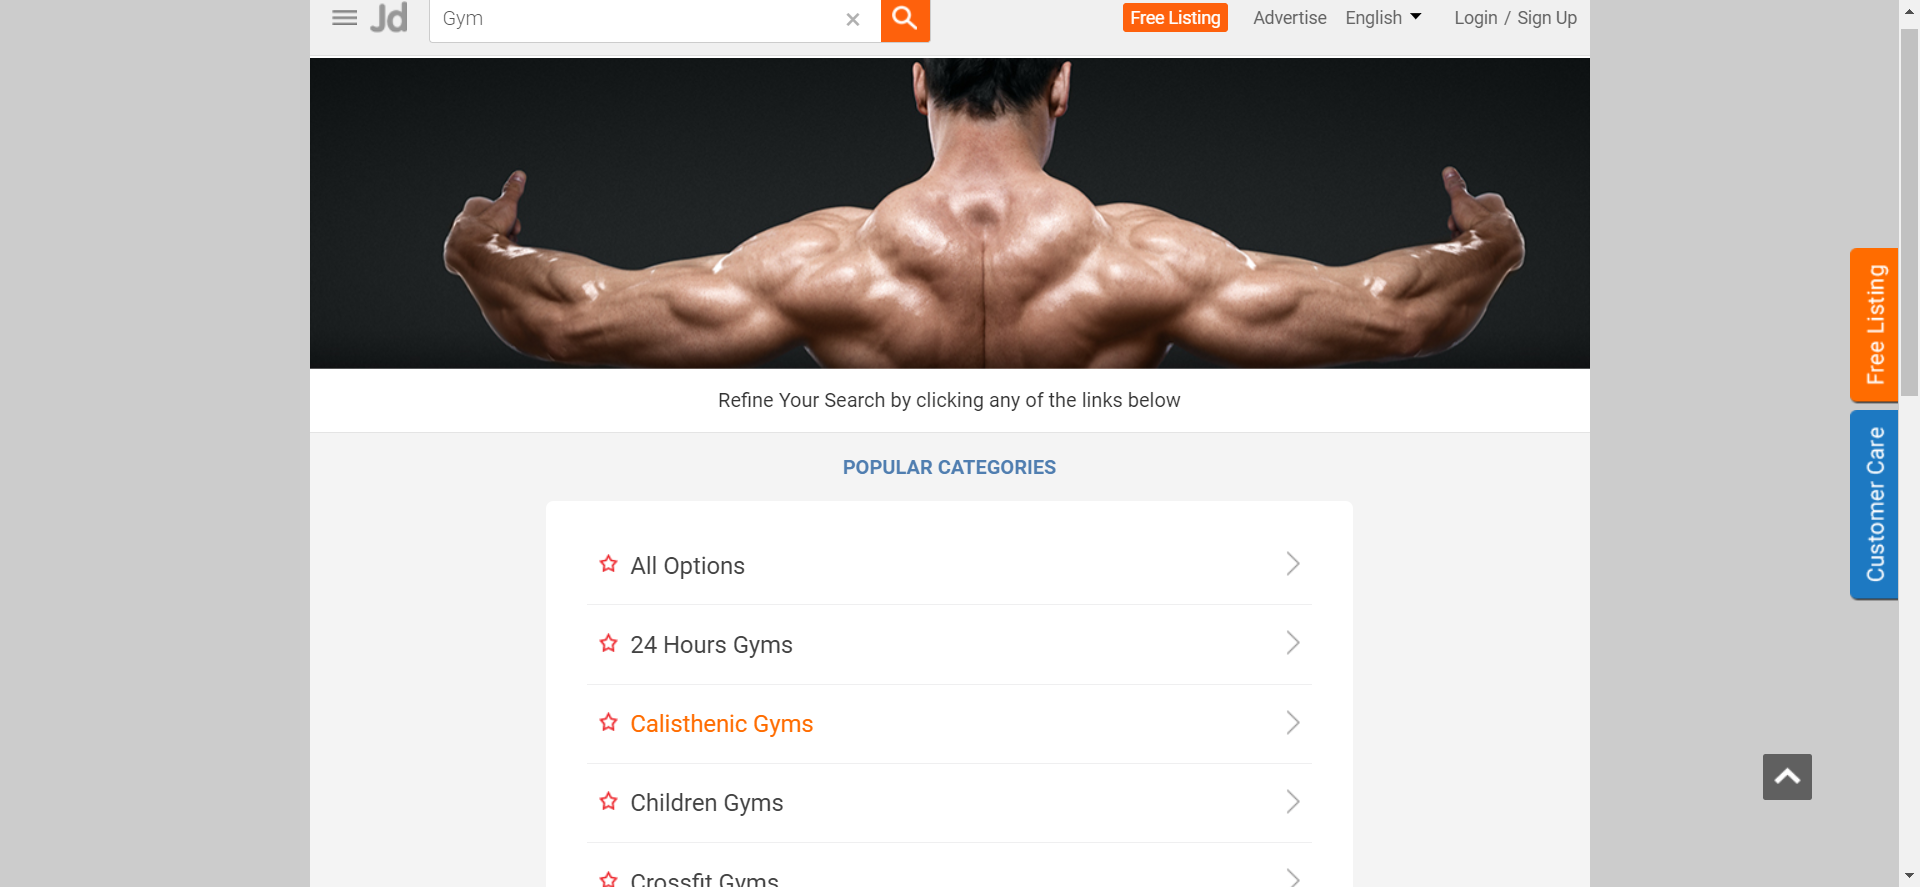 Jd
Gym
Free Listing
Advertise
English
Login / Sign Up
Refine Your Search by clicking any of the links below
POPULAR CATEGORIES
All Options
24 Hours Gyms
Calisthenic Gyms
Children Gyms
Crossfit Gyms
Free Listing
Customer Care